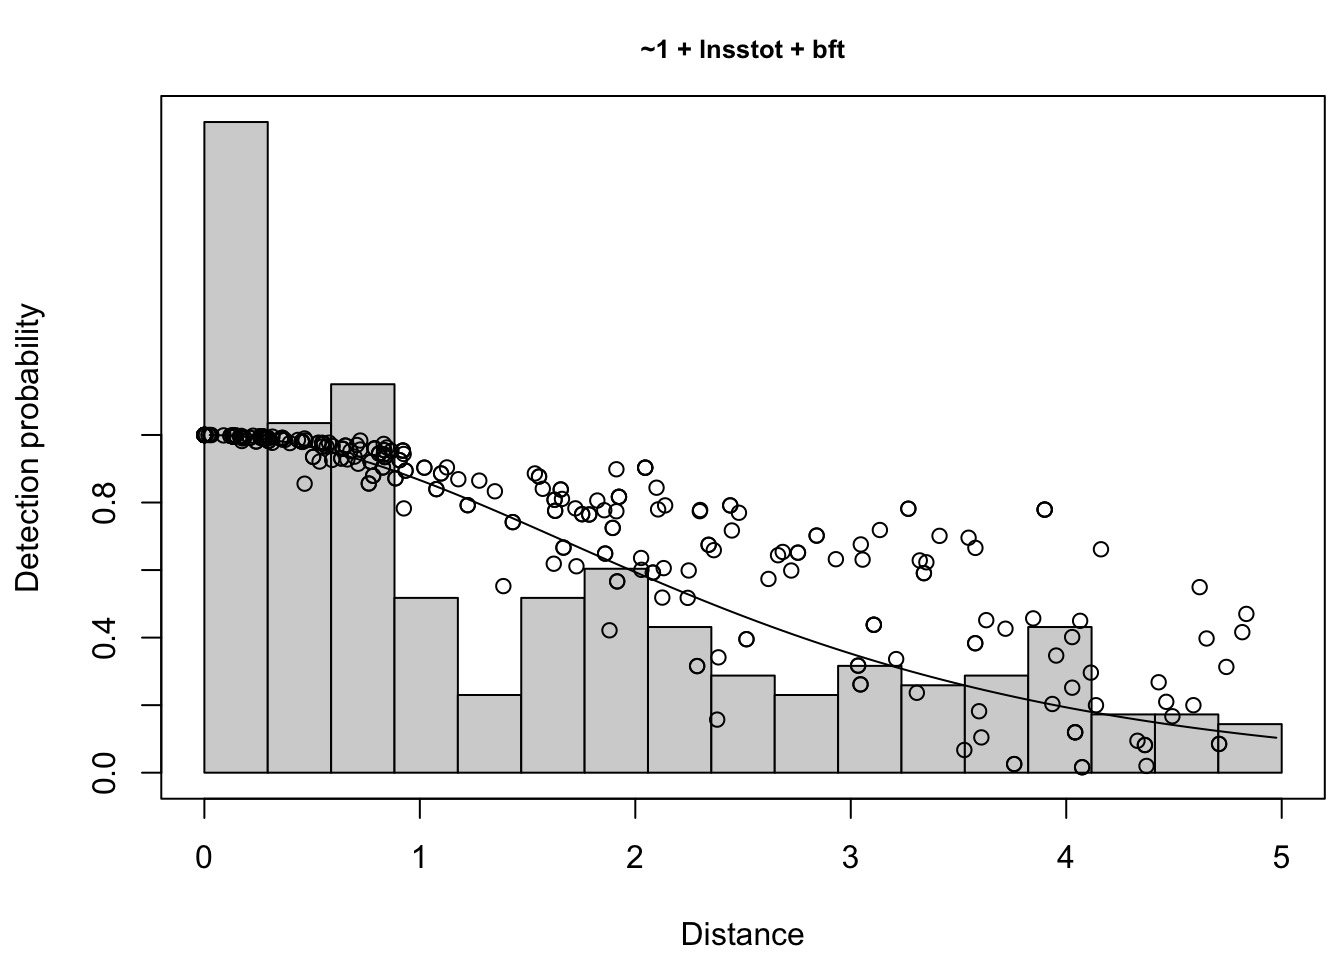 ~1 + lnsstot + bft
Detection probability
0.8
0.4
0.0
0 1 2 3 4 5
Distance